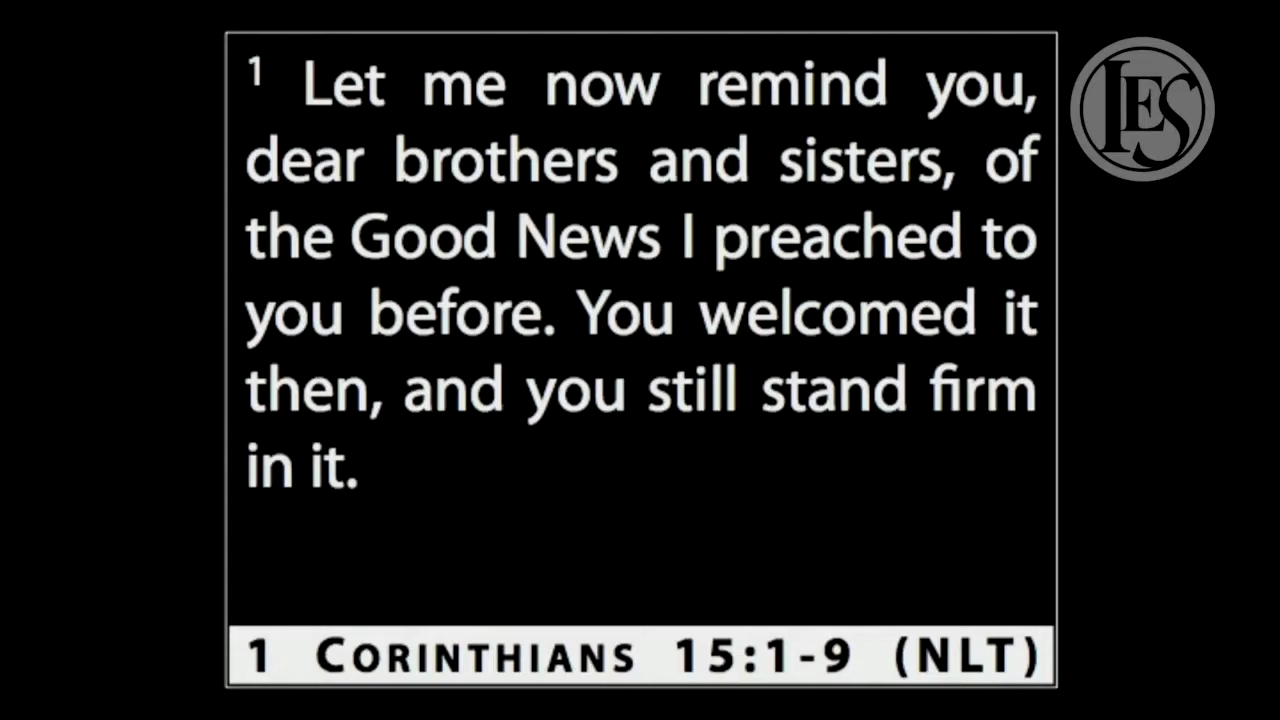 1 Let me now remind you,
dear brothers and sisters, of
the Good News I preached to
you before. You welcomed it
then, and you still stand firm
in it.
1 CORINTHIANS 15:1-9 (NLT)
LES